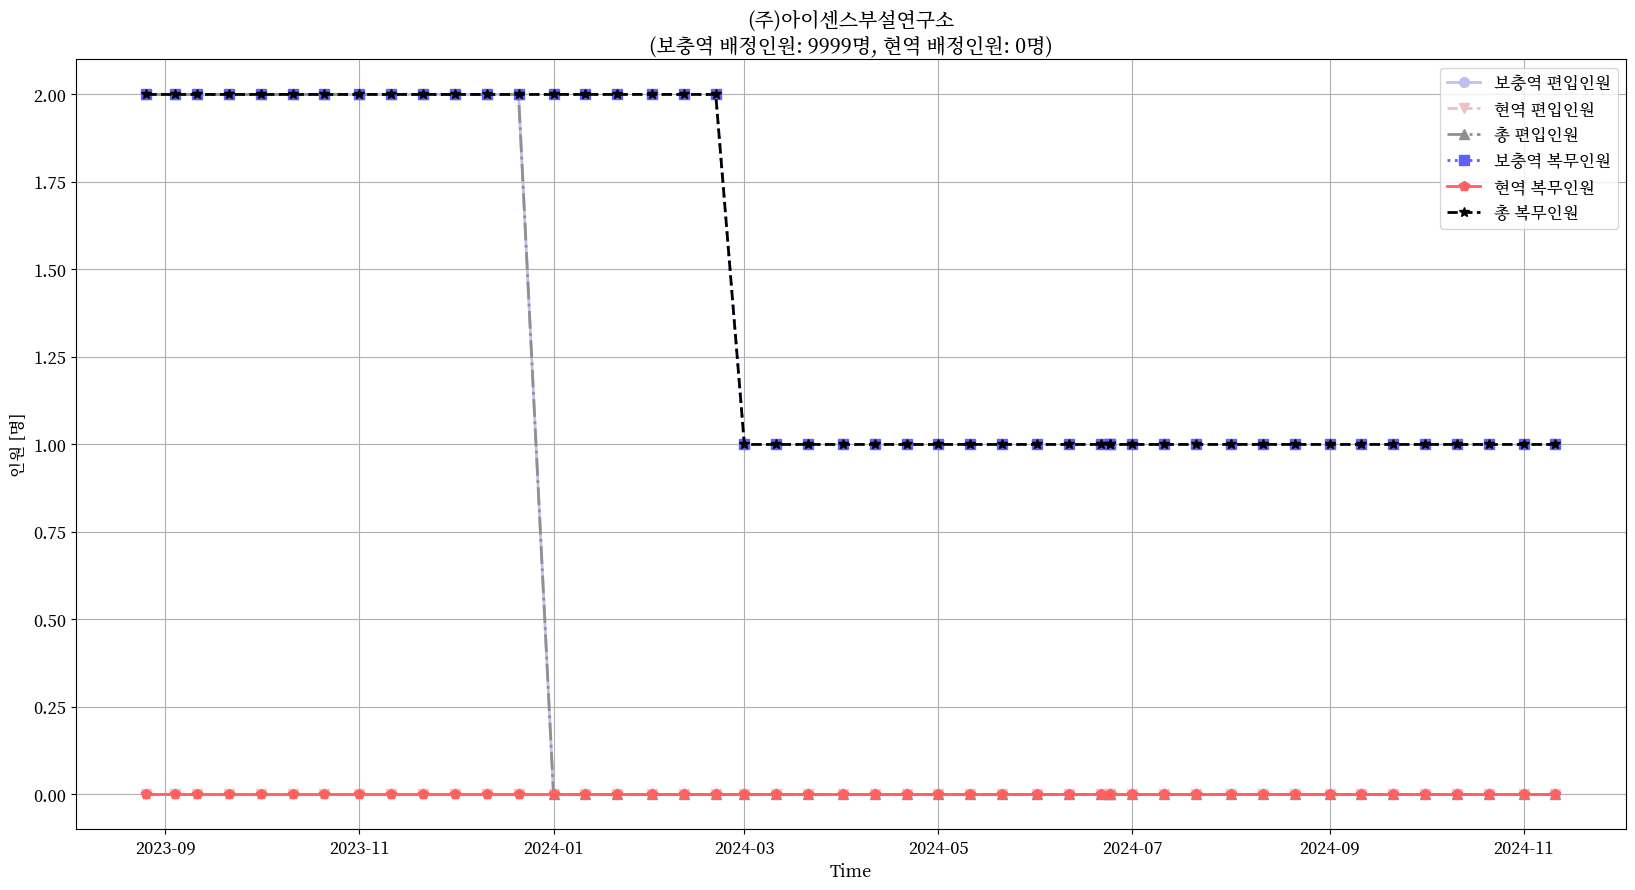 (주)아이센스부설연구소
(보충역 배정인원: 9999명, 현역 배정인원: 0명)
보충역 편입인원
현역 편입인원
총 편입인원
보충역 복무인원
현역 복무인원
총 복무인원
2.00
1.75
1.50
1.25
1.00
0.75
0.50
0.25
0.00
인원 [명]
2023-09 2023-11 2024-01 2024-03 2024-05 2024-07 2024-09 2024-11
Time